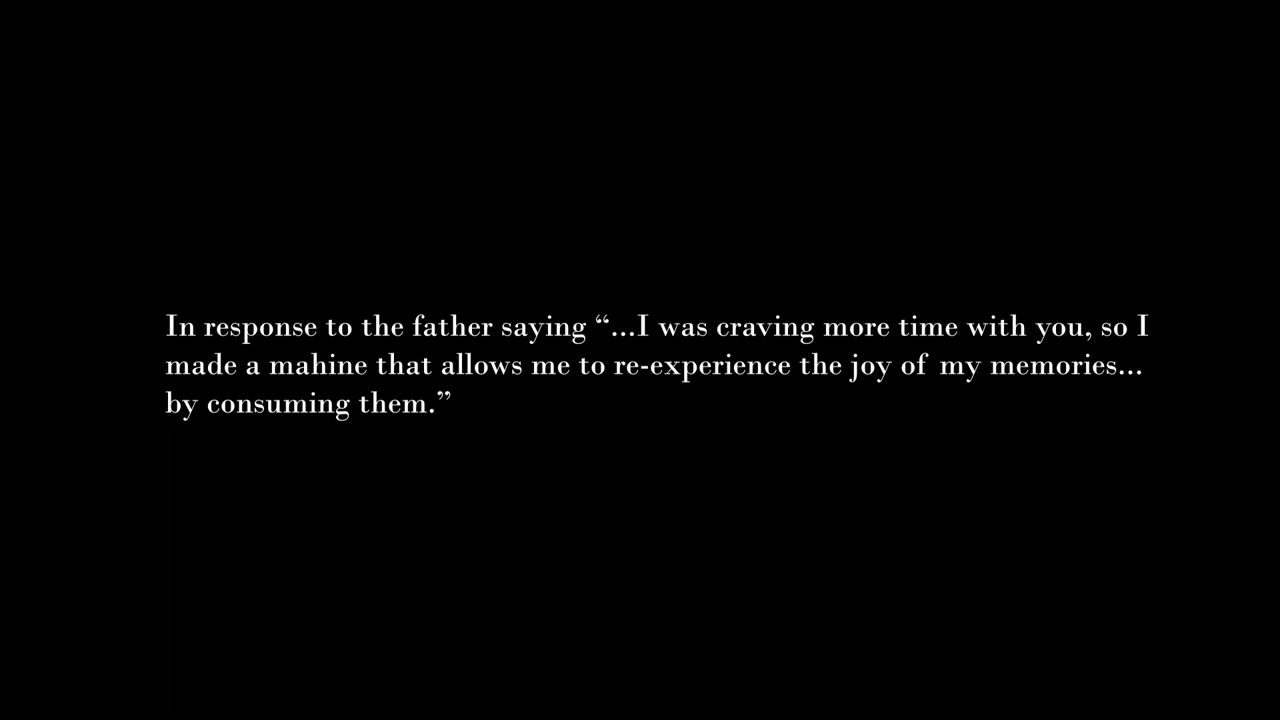 In response to the father saying “...I was craving more time with you, so I
made a mahine that allows me to re-experience the joy of my memories...
by consuming them.”